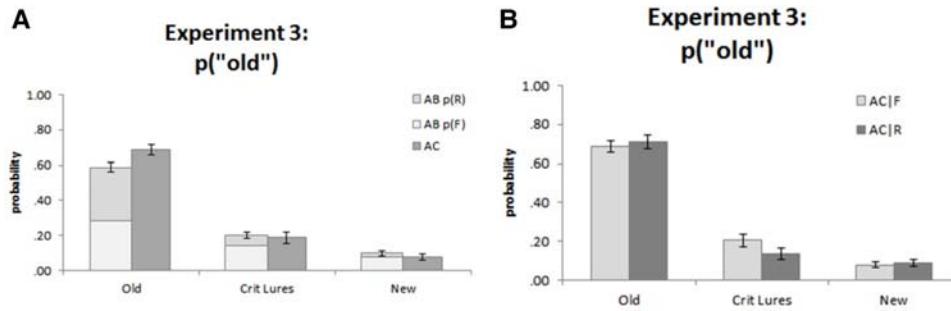 A
Experiment 3:
p("old")
probability
1.00
.80
.60
.40
.20
.00
AB p(R)
AB p(F)
AC
Old
Crit Lures
New
B
Experiment 3:
p("old")
probability
1.00
.80
.60
.40
.20
.00
AC|F
AC|R
Old
Crit Lures
New